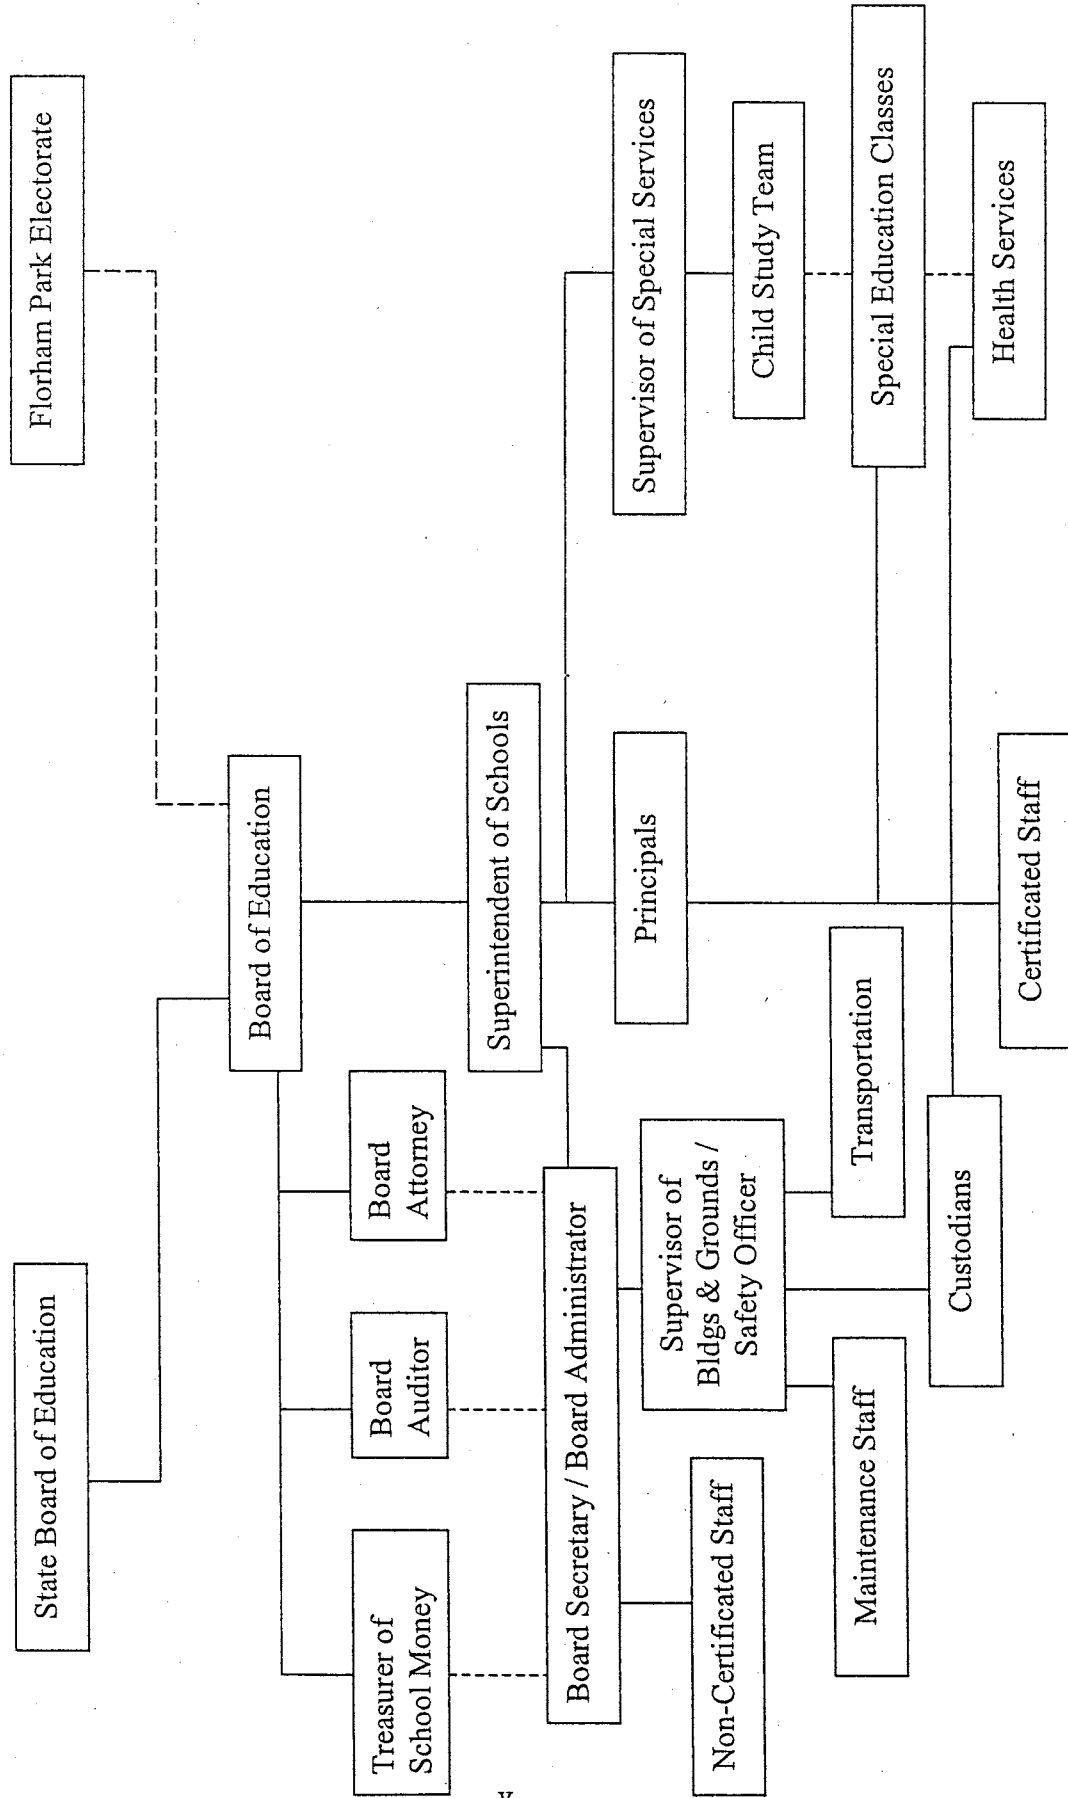 State Board of Education
Florham Park Electorate
Board of Education
Treasurer of
School Money
Board
Auditor
Board
Attorney
Superintendent of Schools
Board Secretary / Board Administrator
Principals
Supervisor of Special Services
Supervisor of
Bldgs & Grounds /
Safety Officer
Non-Certificated Staff
Child Study Team
Maintenance Staff
Transportation
Special Education Classes
Custodians
Health Services
Certificated Staff
v